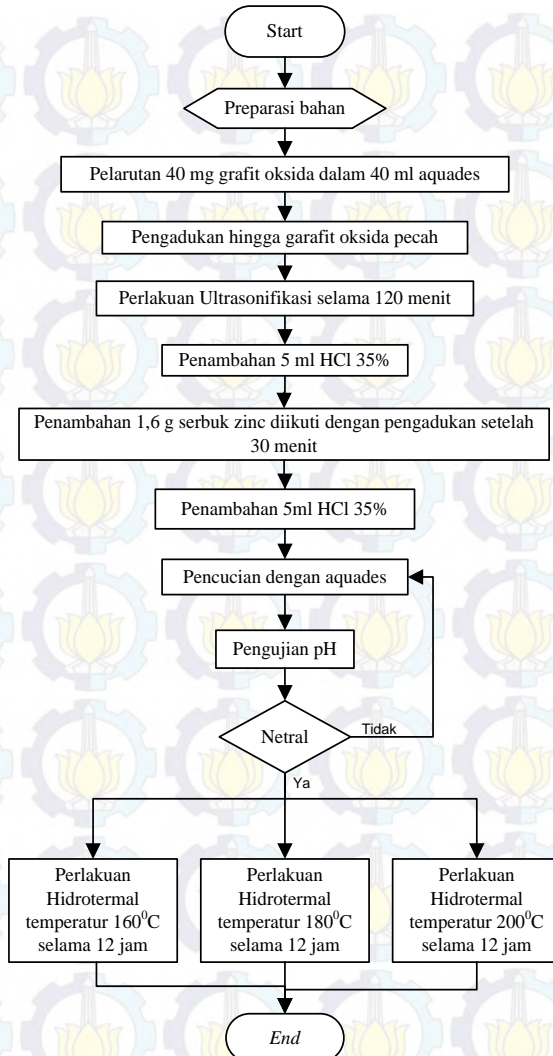 Start
Preparasi bahan
Pelarutan 40 mg grafit oksida dalam 40 ml aquades
Pengadukan hingga garafit oksida pecah
Perlakuan Ultrasonifikasi selama 120 menit
Penambahan 5 ml HCl 35%
Penambahan 1,6 g serbuk zinc diikuti dengan pengadukan setelah
30 menit
Penambahan 5ml HCl 35%
Pencucian dengan aquades
Pengujian pH
Netral
Tidak
Ya
Perlakuan
Hidrotermal
temperatur 160⁰C
selama 12 jam
Perlakuan
Hidrotermal
temperatur 180⁰C
selama 12 jam
Perlakuan
Hidrotermal
temperatur 200⁰C
selama 12 jam
End